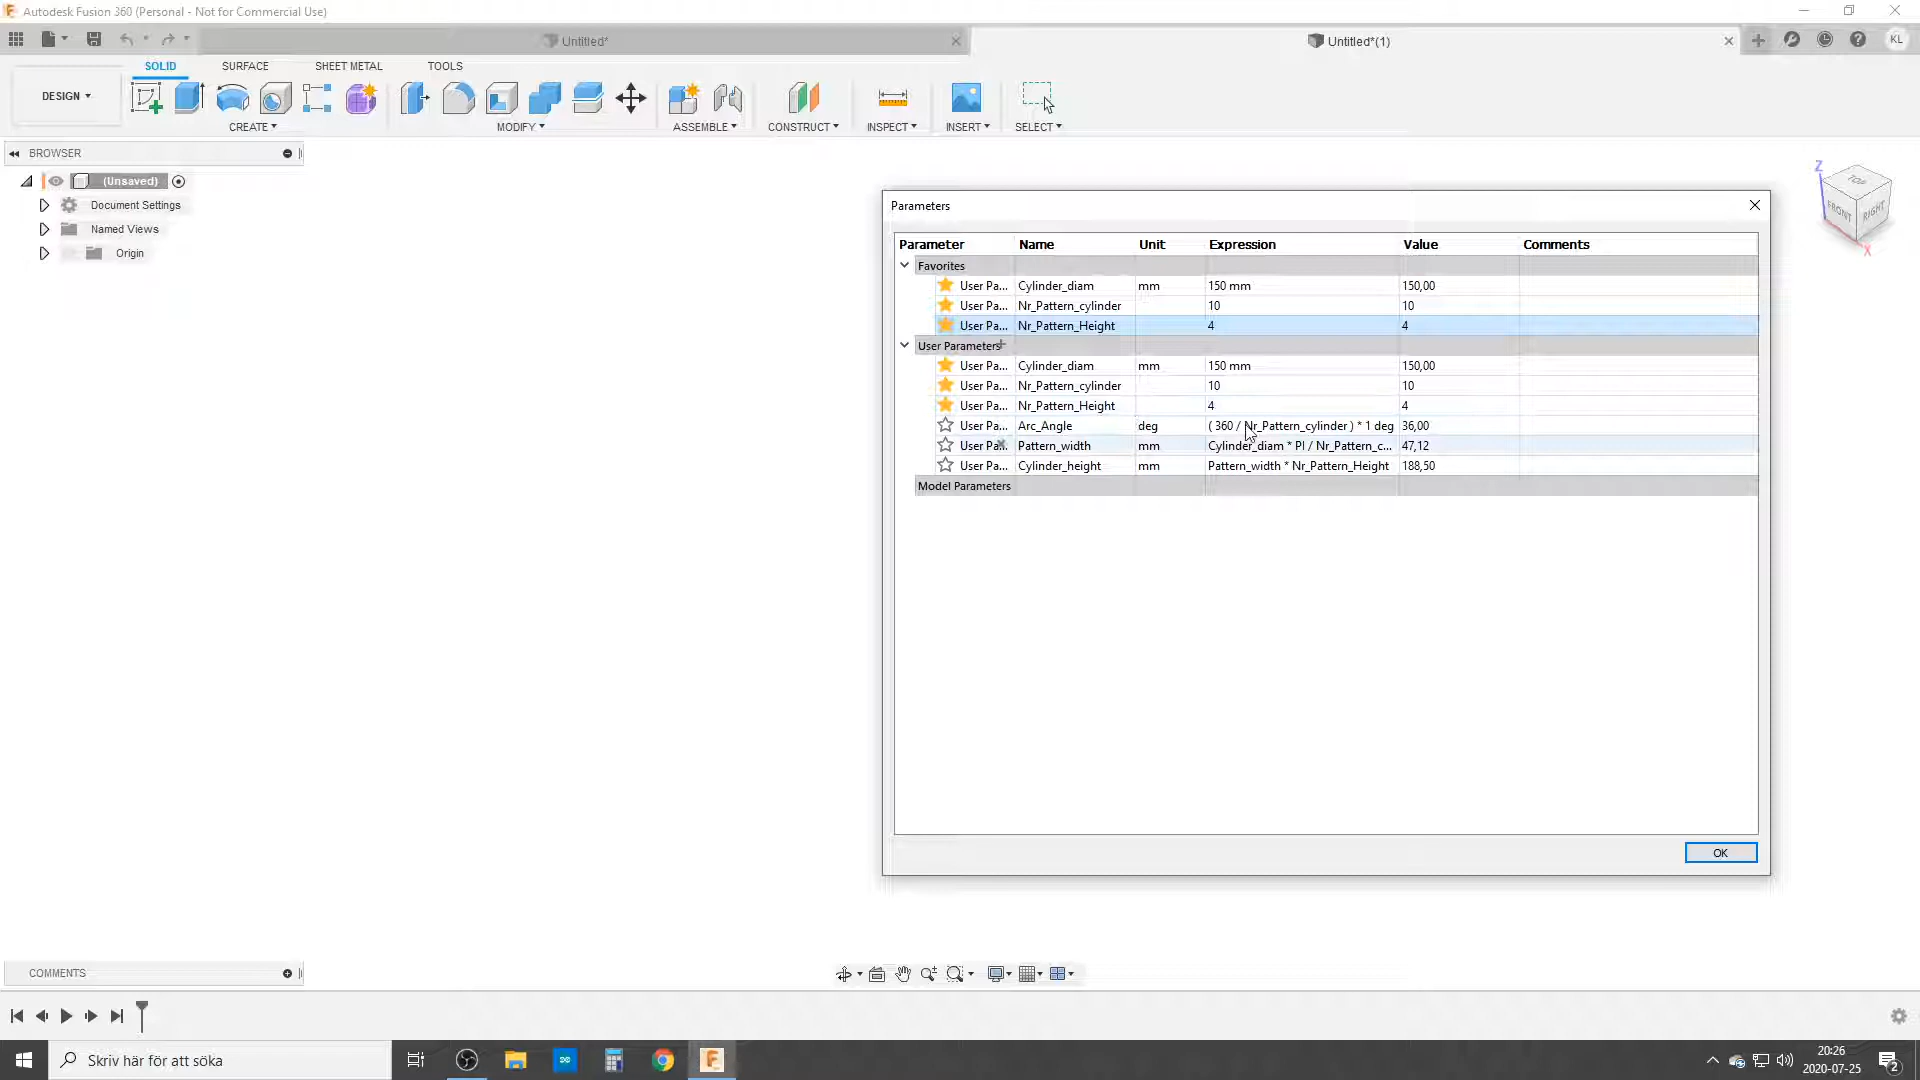 Autodesk Fusion 360 (Personal - Not for Commercial Use)
Untitled*
Untitled*(1)
KL
DESIGN
SOLID
SURFACE
SHEET METAL
TOOLS
CREATE
MODIFY
ASSEMBLE
CONSTRUCT
INSPECT
INSERT
SELECT
BROWSER
(Unsaved)
Document Settings
Named Views
Origin
Z
TOP
FRONT
RIGHT
X
Parameters
Parameter Name Unit Expression Value Comments
Favorites
User Pa... Cylinder_diam mm 150 mm 150,00
User Pa... Nr_Pattern_cylinder 10 10
User Pa... Nr_Pattern_Height 4 4
User Parameters
User Pa... Cylinder_diam mm 150 mm 150,00
User Pa... Nr_Pattern_cylinder 10 10
User Pa... Nr_Pattern_Height 4 4
User Pa... Arc_Angle deg ( 360 / Nr_Pattern_cylinder ) * 1 deg 36,00
User Pa... Pattern_width mm Cylinder_diam * PI / Nr_Pattern_c... 47,12
User Pa... Cylinder_height mm Pattern_width * Nr_Pattern_Height 188,50
Model Parameters
OK
COMMENTS
Skriv här för att söka
20:26
2020-07-25
2